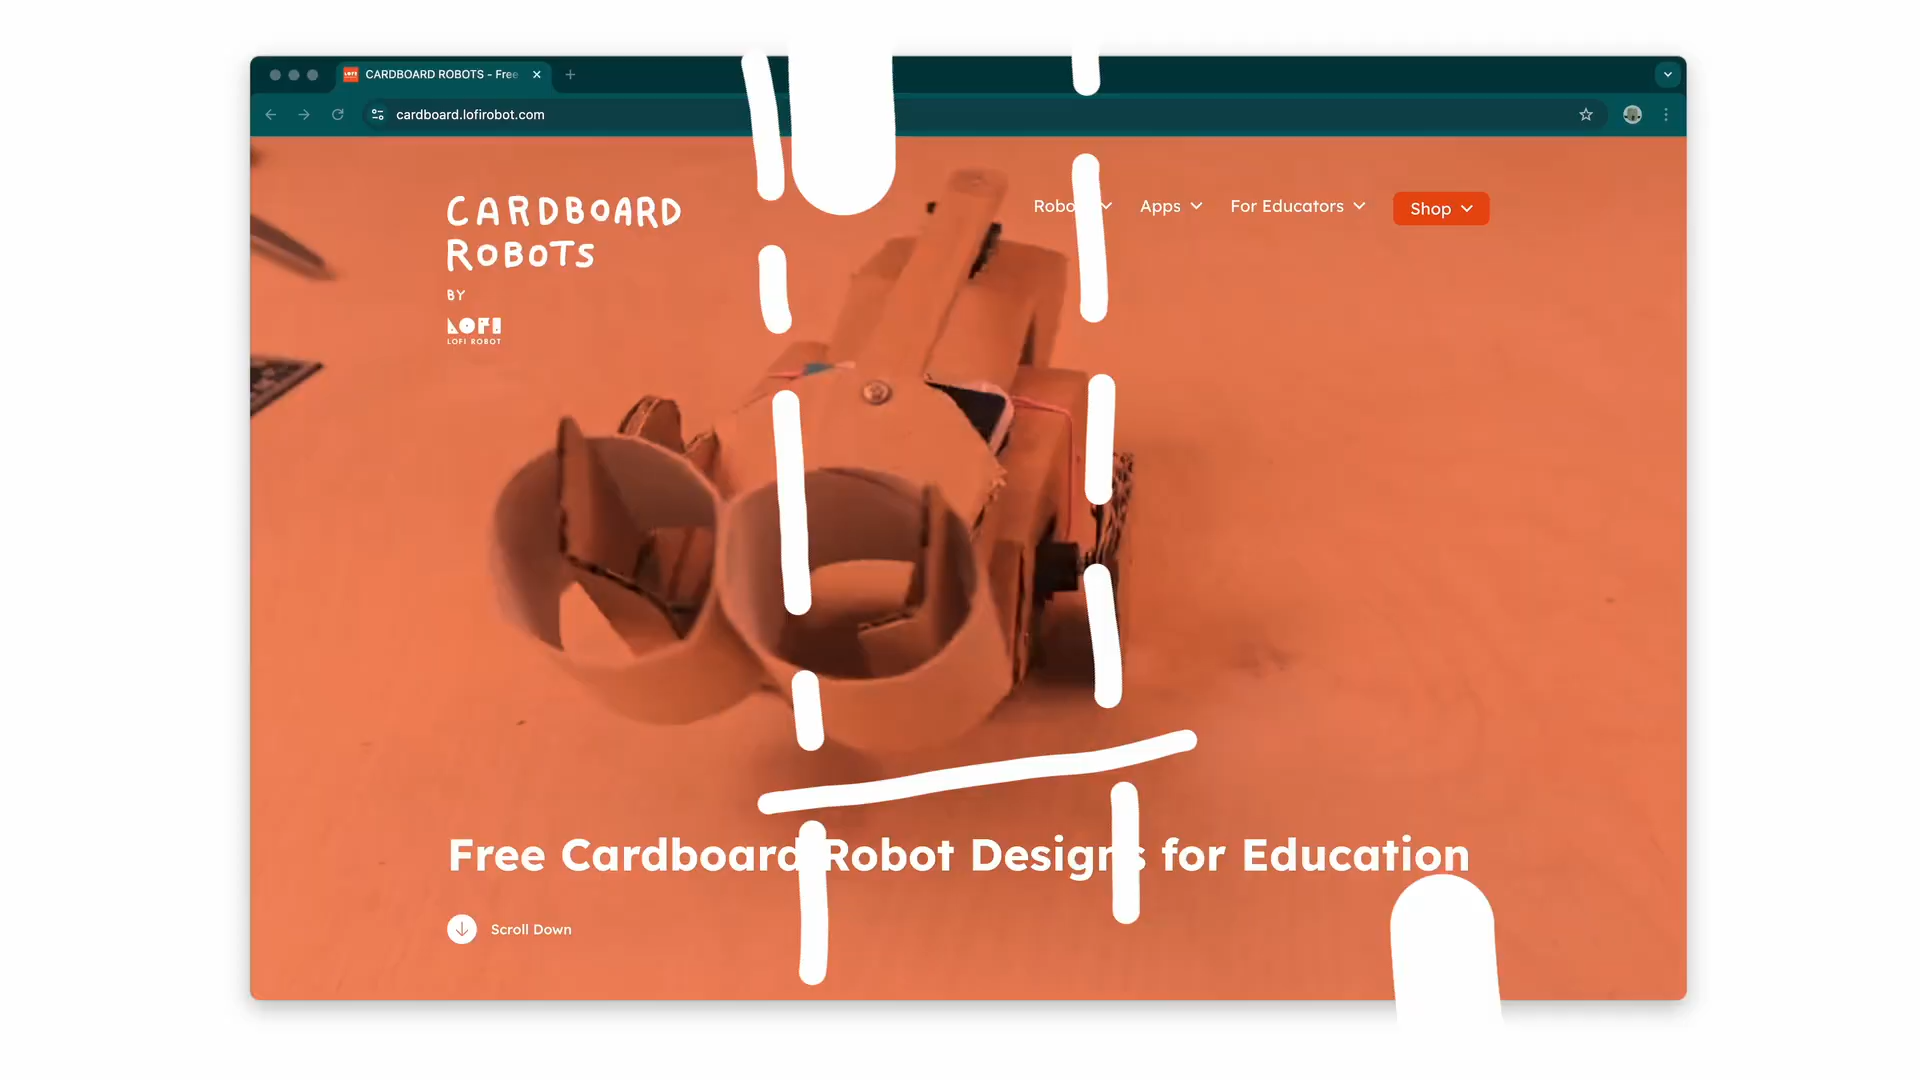 CARDBOARD ROBOTS - Free
cardboard.lofirobot.com
CARDBOARD
ROBOTS
BY
LOFI
LOFI ROBOT
Apps
For Educators
Shop
Free Cardboard Robot Designs for Education
Scroll Down